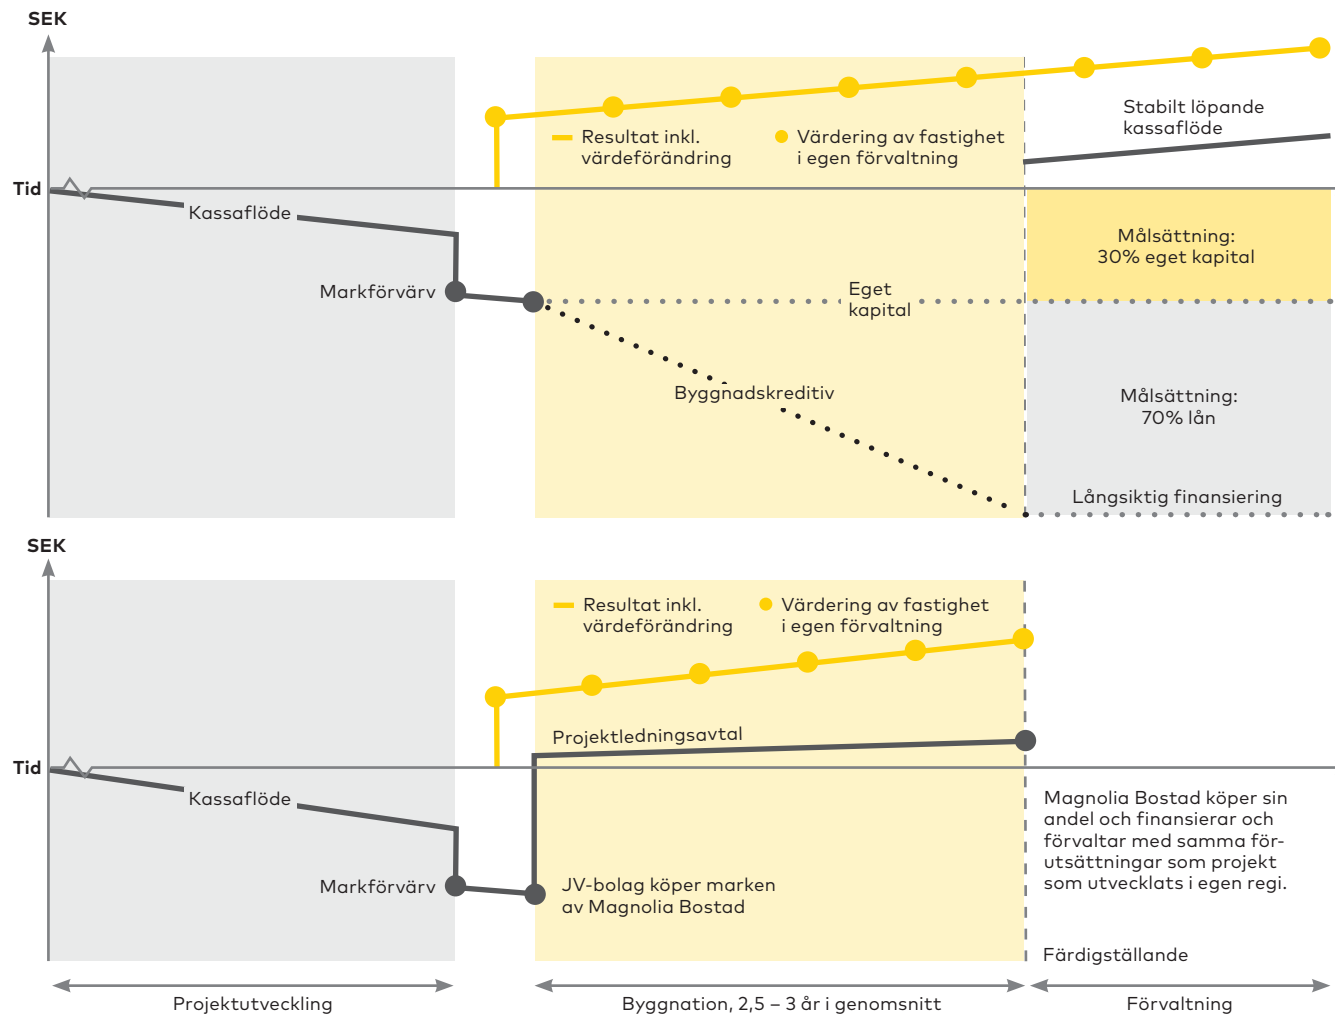 SEK
Resultat inkl.
värdeförändring
Värdering av fastighet
i egen förvaltning
Stabilt löpande
kassaflöde
Tid
Kassaflöde
Målsättning:
30% eget kapital
Markförvärv
Eget
kapital
Byggnadskreditiv
Målsättning:
70% lån
Långsiktig finansiering
SEK
Resultat inkl.
värdeförändring
Värdering av fastighet
i egen förvaltning
Projektledningsavtal
Tid
Kassaflöde
Magnolia Bostad köper sin
andel och finansierar och
förvaltar med samma för-
utsättningar som projekt
som utvecklats i egen regi.
Markförvärv
JV-bolag köper marken
av Magnolia Bostad
Färdigställande
Projektutveckling
Byggnation, 2,5 – 3 år i genomsnitt
Förvaltning